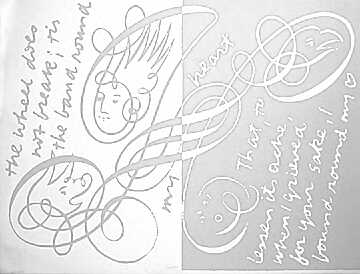 the wheel does
not break; tis
the band round
my
heart
That to
lessen its ache,
when I grieved,
for your sake, I
bound round my